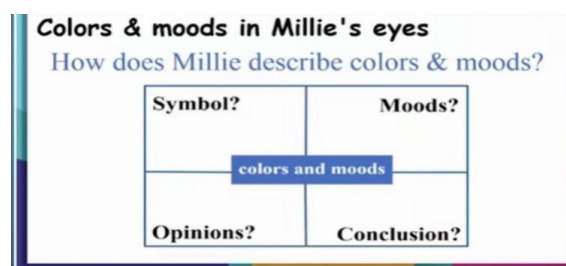 Colors & moods in Millie's eyes
How does Millie describe colors & moods?
Symbol? Moods?
colors and moods
Opinions? Conclusion?